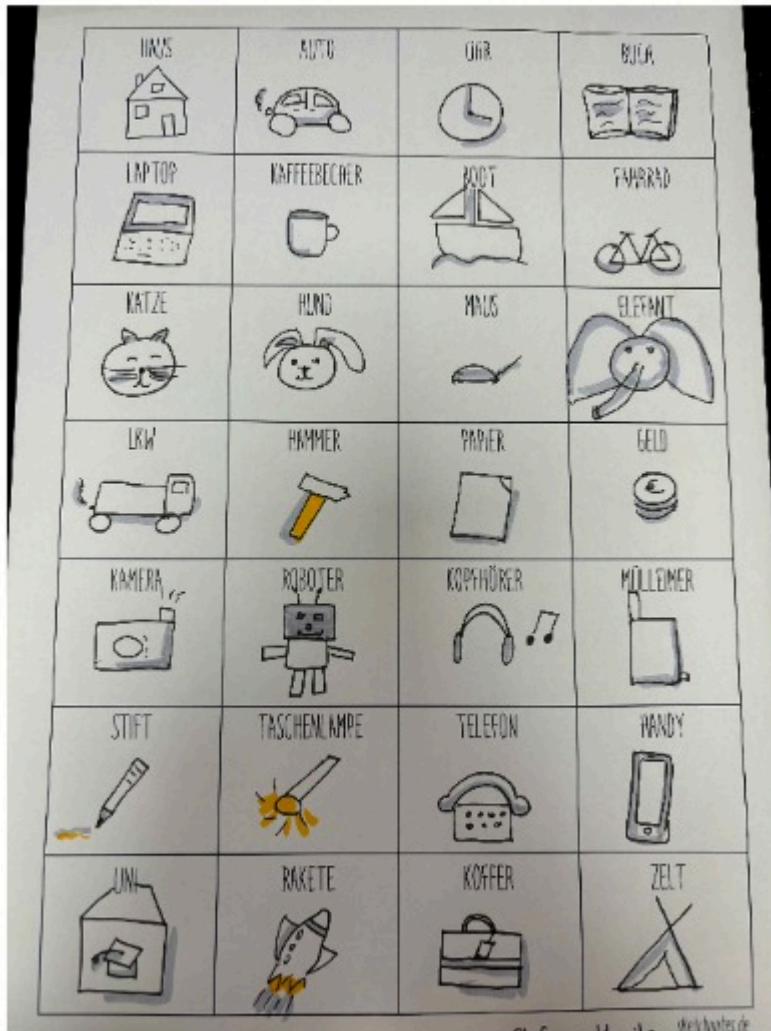 HAUS AUTO UHR BUCH
LAPTOP KAFFEEBECHER BOOT FAHRRAD
KATZE HUND MAUS ELEFANT
LKW HAMMER PAPIER GELD
€
KAMERA ROBOTER KOPFHÖRER MÜLLEIMER
STIFT TASCHENLAMPE TELEFON HANDY
UNI RAKETE KOFFER ZELT